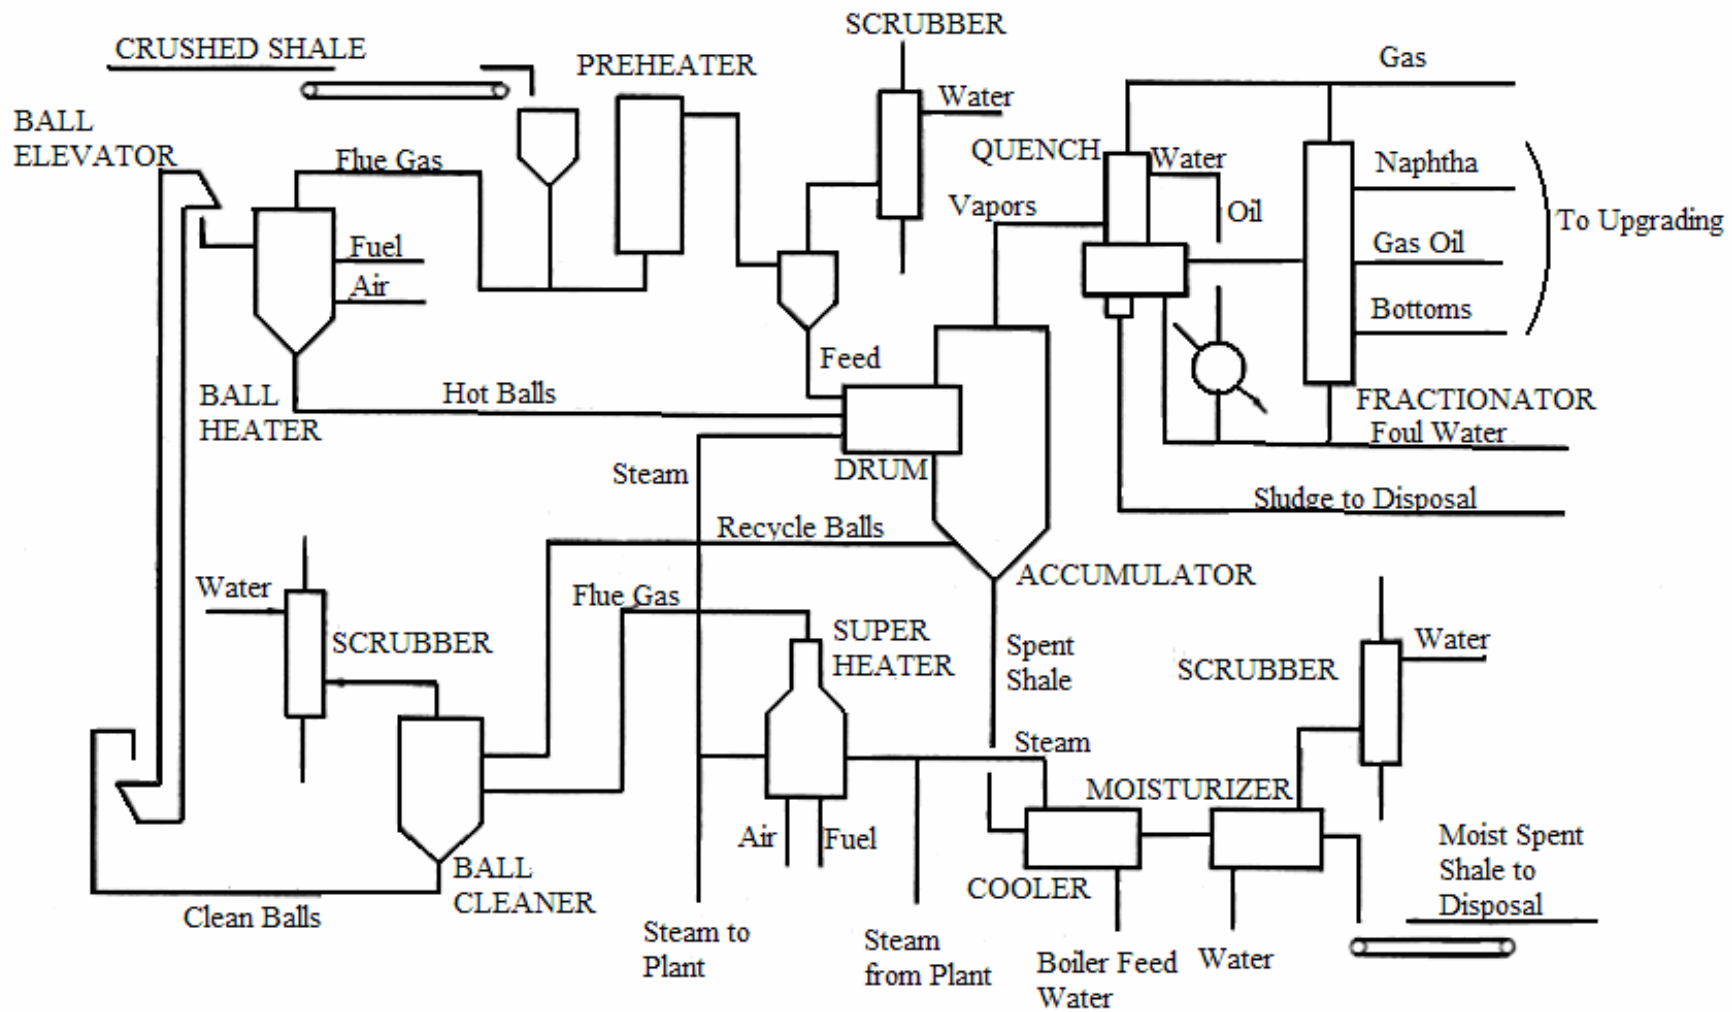 SCRUBBER
CRUSHED SHALE
PREHEATER
Gas
Water
BALL
ELEVATOR
Flue Gas
QUENCH
Water
Naphtha
Vapors
Oil
To Upgrading
Fuel
Gas Oil
Air
Bottoms
Feed
Hot Balls
BALL
HEATER
FRACTIONATOR
Foul Water
Steam
DRUM
Sludge to Disposal
Recycle Balls
ACCUMULATOR
Water
Flue Gas
SCRUBBER
SUPER
HEATER
Spent
Shale
Water
SCRUBBER
Steam
MOISTURIZER
Air
Fuel
Moist Spent
Shale to
Disposal
BALL
CLEANER
COOLER
Clean Balls
Steam to
Plant
Steam
from Plant
Boiler Feed
Water
Water